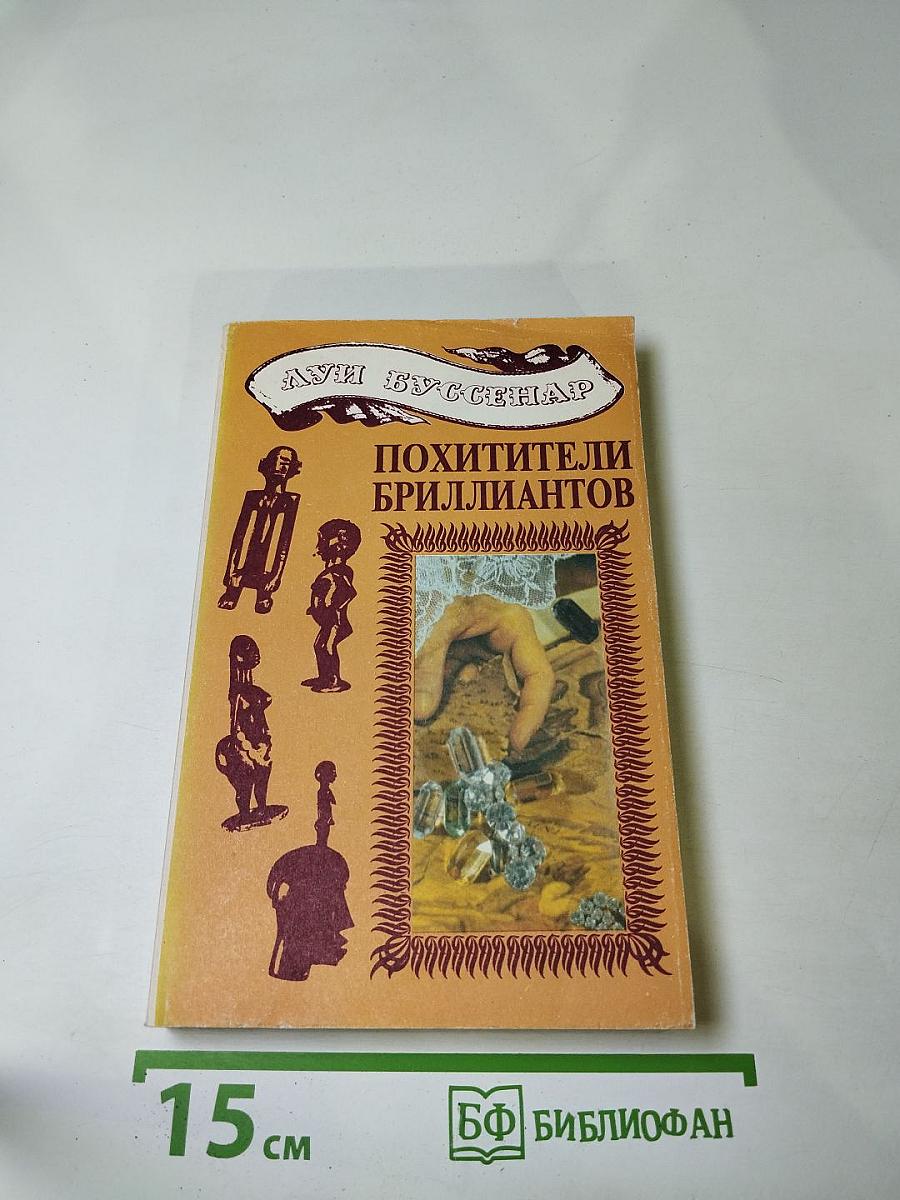 ЛУИ БУССЕНАР
ПОХИТИТЕЛИ
БРИЛЛИАНТОВ
15 см
БФ БИБЛИОФАН